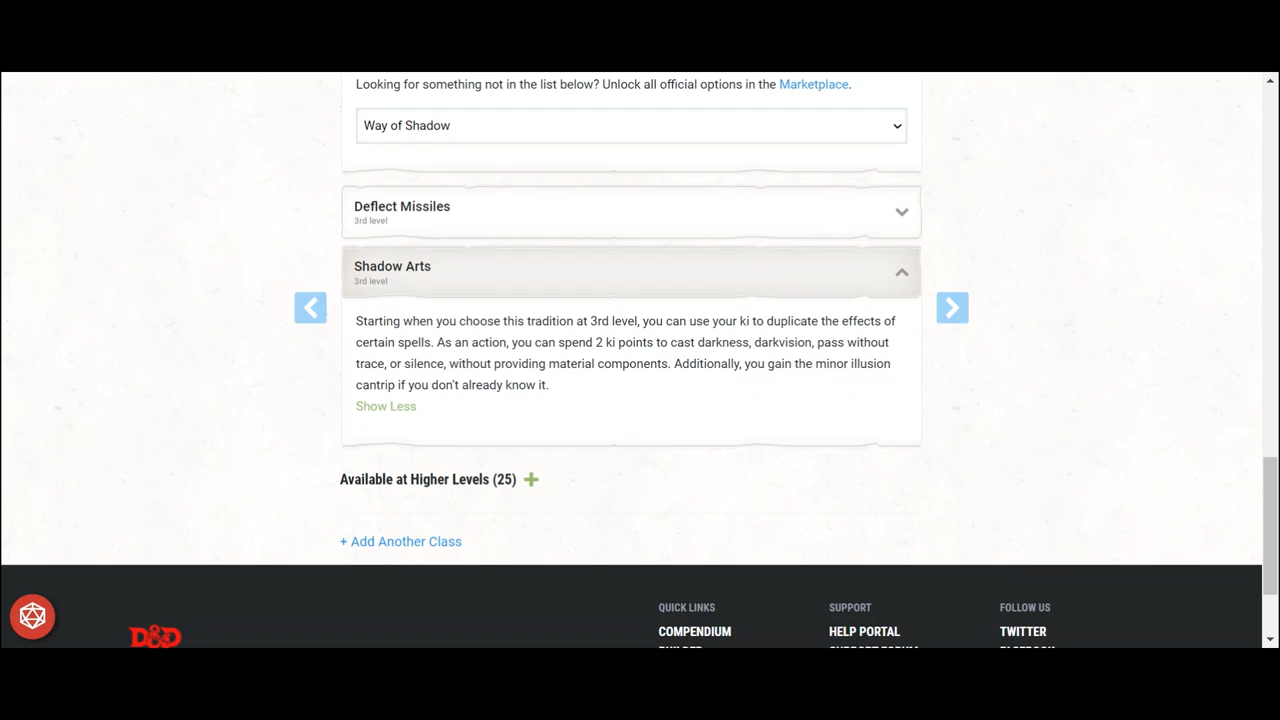 Looking for something not in the list below? Unlock all official options in the Marketplace.
Way of Shadow
Deflect Missiles
3rd level
Shadow Arts
3rd level
Starting when you choose this tradition at 3rd level, you can use your ki to duplicate the effects of
certain spells. As an action, you can spend 2 ki points to cast darkness, darkvision, pass without
trace, or silence, without providing material components. Additionally, you gain the minor illusion
cantrip if you don't already know it.
Show Less
Available at Higher Levels (25)
+ Add Another Class
QUICK LINKS
SUPPORT
FOLLOW US
COMPENDIUM
HELP PORTAL
TWITTER
D&D